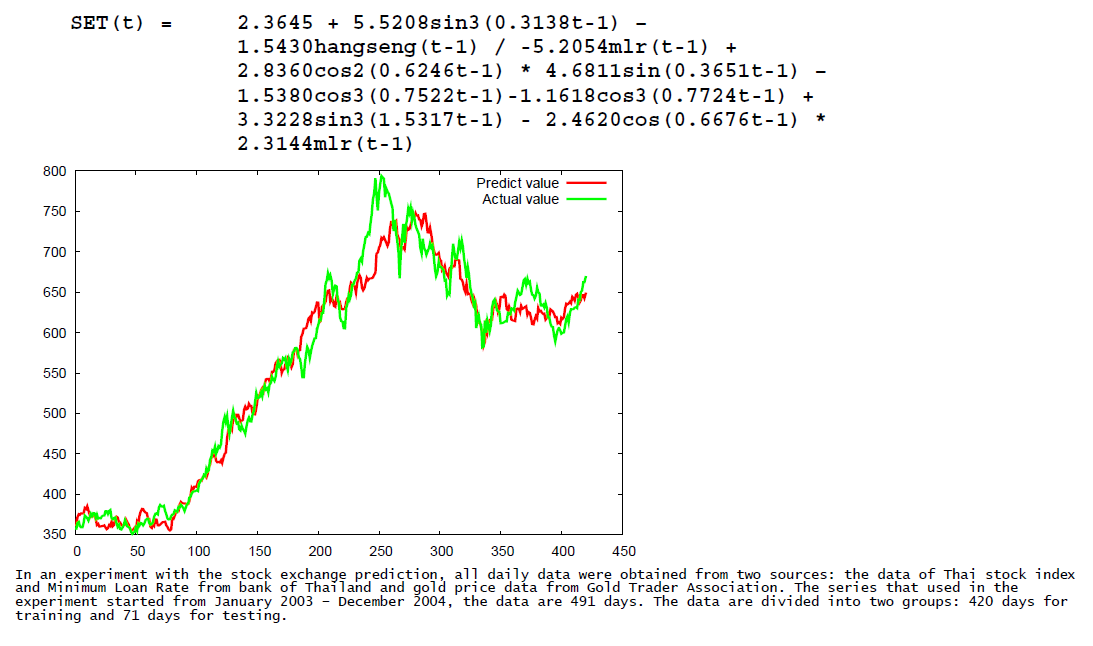 SET(t) = 2.3645 + 5.5208sin3(0.3138t-1) –
1.5430hangseng(t-1) / -5.2054mlr(t-1) +
2.8360cos2(0.6246t-1) * 4.6811sin(0.3651t-1) –
1.5380cos3(0.7522t-1)-1.1618cos3(0.7724t-1) +
3.3228sin3(1.5317t-1) - 2.4620cos(0.6676t-1) *
2.3144mlr(t-1)
800
750
700
650
600
550
500
450
400
350
Predict value
Actual value
0 50 100 150 200 250 300 350 400 450
In an experiment with the stock exchange prediction, all daily data were obtained from two sources: the data of Thai stock index
and Minimum Loan Rate from bank of Thailand and gold price data from Gold Trader Association. The series that used in the
experiment started from January 2003 – December 2004, the data are 491 days. The data are divided into two groups: 420 days for
training and 71 days for testing.